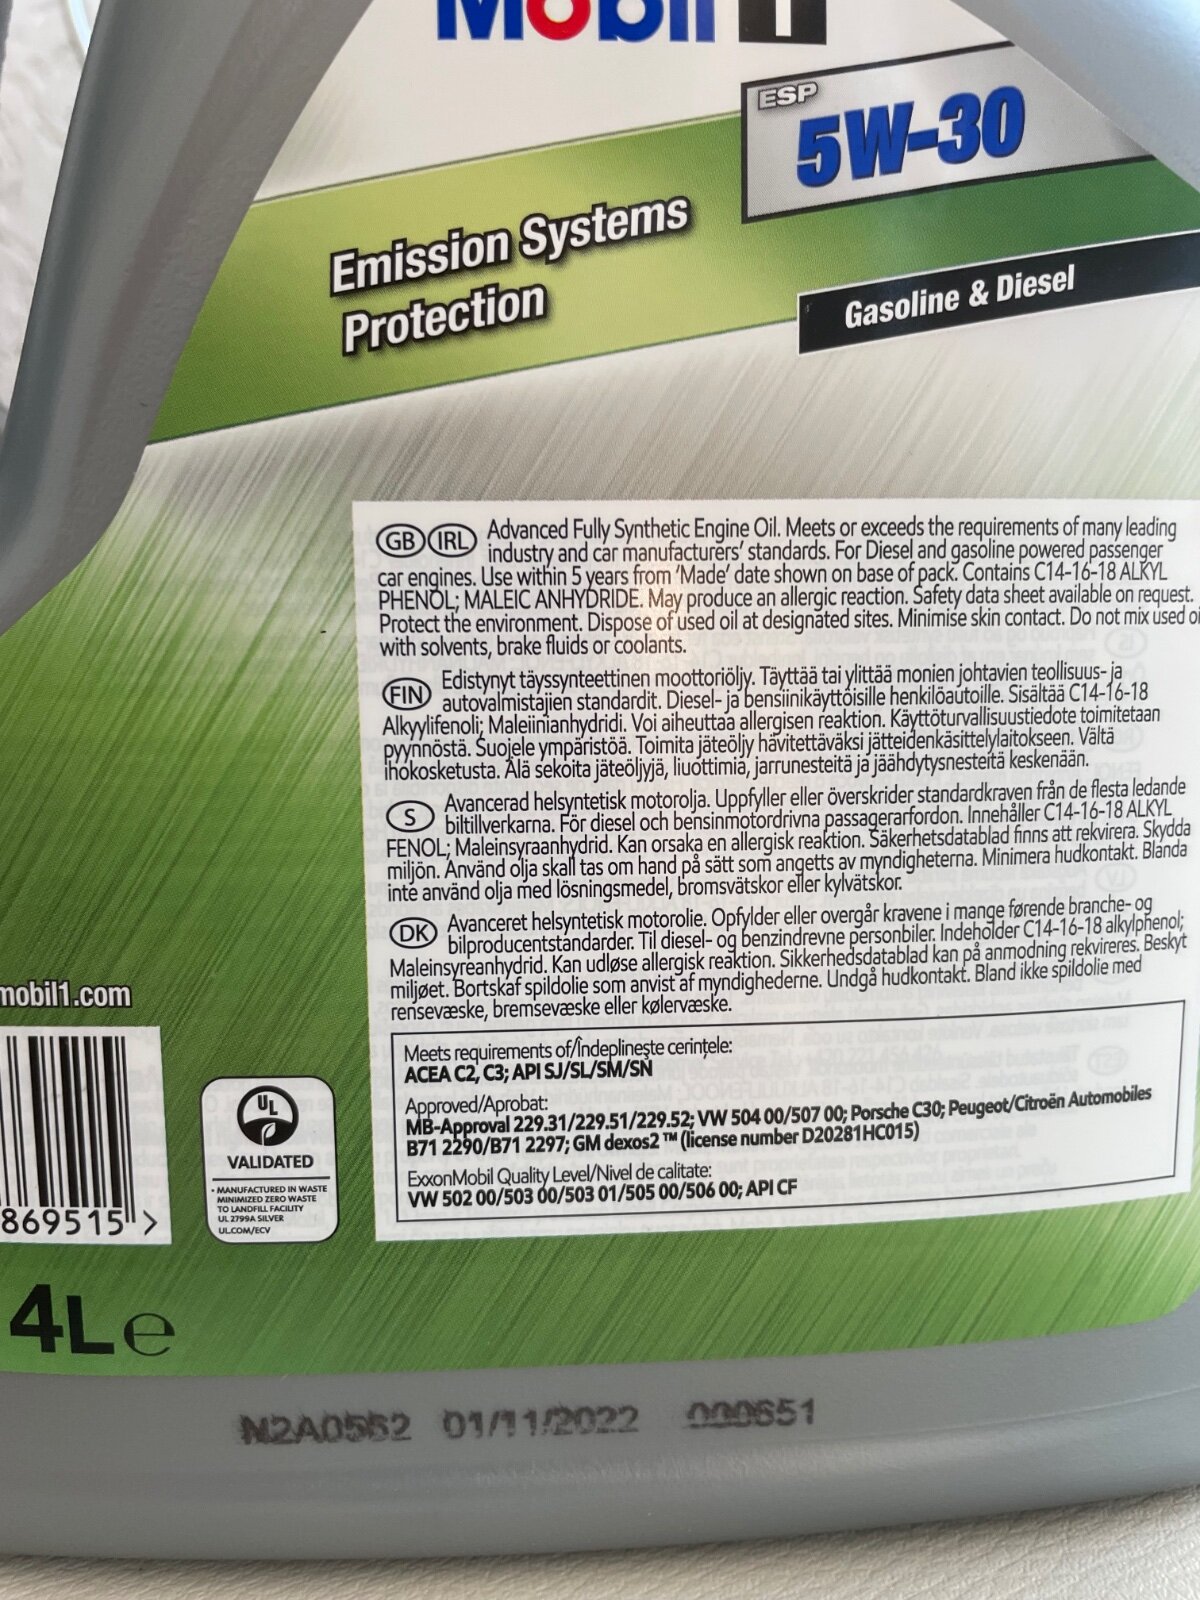 Mobil 1
ESP
5W-30
Emission Systems
Protection
Gasoline & Diesel
GB IRL Advanced Fully Synthetic Engine Oil. Meets or exceeds the requirements of many leading
industry and car manufacturers' standards. For Diesel and gasoline powered passenger
car engines. Use within 5 years from 'Made' date shown on base of pack. Contains C14-16-18 ALKYL
PHENOL; MALEIC ANHYDRIDE. May produce an allergic reaction. Safety data sheet available on request.
Protect the environment. Dispose of used oil at designated sites. Minimise skin contact. Do not mix used
with solvents, brake fluids or coolants.
FIN Edistynyt täyssynteettinen moottoriöljy. Täyttää tai ylittää monien johtavien teollisuus- ja
autovalmistajien standardit. Diesel- ja bensiinikäyttöisille henkilöautoille. Sisältää C14-16-18
Alkyylifenoli; Maleiinianhydridi. Voi aiheuttaa allergisen reaktion. Käyttöturvallisuustiedote toimitetaan
pyynnöstä. Suojele ympäristöä. Toimita jäteöljy hävitettäväksi jätteidenkäsittelylaitokseen. Vältä
ihokosketusta. Älä sekoita jäteöljyjä, liuottimia, jarrunesteitä ja jäähdytysnesteitä keskenään.
S Avancerad helsyntetisk motorolja. Uppfyller eller överskrider standardkraven från de flesta ledande
biltillverkarna. För diesel och bensinmotordrivna passagerarfordon. Innehåller C14-16-18 ALKYL
FENOL; Maleinsyraanhydrid. Kan orsaka en allergisk reaktion. Säkerhetsdatablad finns att rekvirera. Skydda
miljön. Använd olja skall tas om hand på sätt som angetts av myndigheterna. Minimera hudkontakt. Blanda
inte använd olja med lösningsmedel, bromsvätskor eller kylvätskor.
DK Avanceret helsyntetisk motorolie. Opfylder eller overgår kravene i mange førende branche- og
bilproducentstandarder. Til diesel- og benzindrevne personbiler. Indeholder C14-16-18 alkylphenol;
Maleinsyreanhydrid. Kan udløse allergisk reaktion. Sikkerhedsdatablad kan på anmodning rekvireres. Beskyt
miljøet. Bortskaf spildolie som anvist af myndighederne. Undgå hudkontakt. Bland ikke spildolie med
rensevæske, bremsevæske eller kølervæske.
Meets requirements of/Îndeplinește cerințele:
ACEA C2, C3; API SJ/SL/SM/SN
Approved/Aprobat:
MB-Approval 229.31/229.51/229.52; VW 504 00/507 00; Porsche C30; Peugeot/Citroën Automobiles
B71 2290/B71 2297; GM dexos2 ™ (license number D20281HC015)
ExxonMobil Quality Level/Nivel de calitate:
VW 502 00/503 00/503 01/505 00/506 00; API CF
mobil1.com
869515 >
UL
VALIDATED
• MANUFACTURED IN WASTE
MINIMIZED ZERO WASTE
TO LANDFILL FACILITY
UL 2799A SILVER
UL.COM/ECV
4L e
N2A0552 01/11/2022 000651